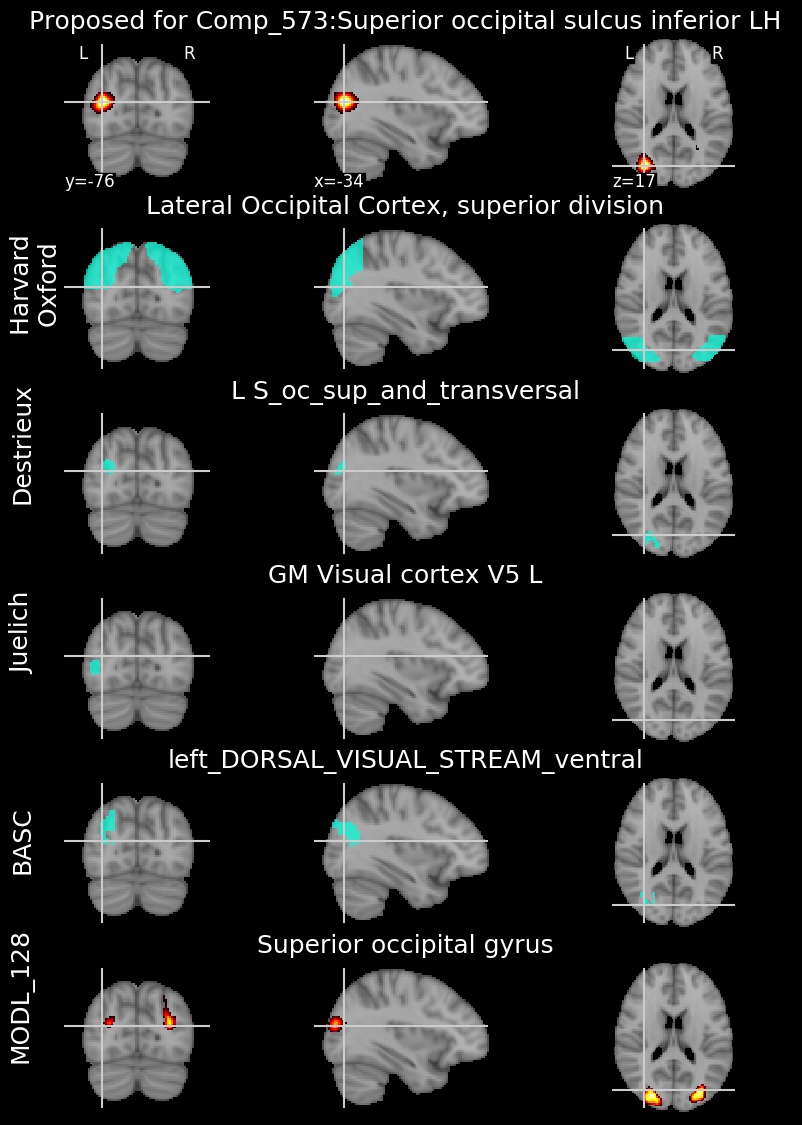 Proposed for Comp_573:Superior occipital sulcus inferior LH
L R
L R
y=-76
x=-34
z=17
Lateral Occipital Cortex, superior division
Harvard
Oxford
L S_oc_sup_and_transversal
Destrieux
GM Visual cortex V5 L
Juelich
left_DORSAL_VISUAL_STREAM_ventral
BASC
Superior occipital gyrus
MODL_128